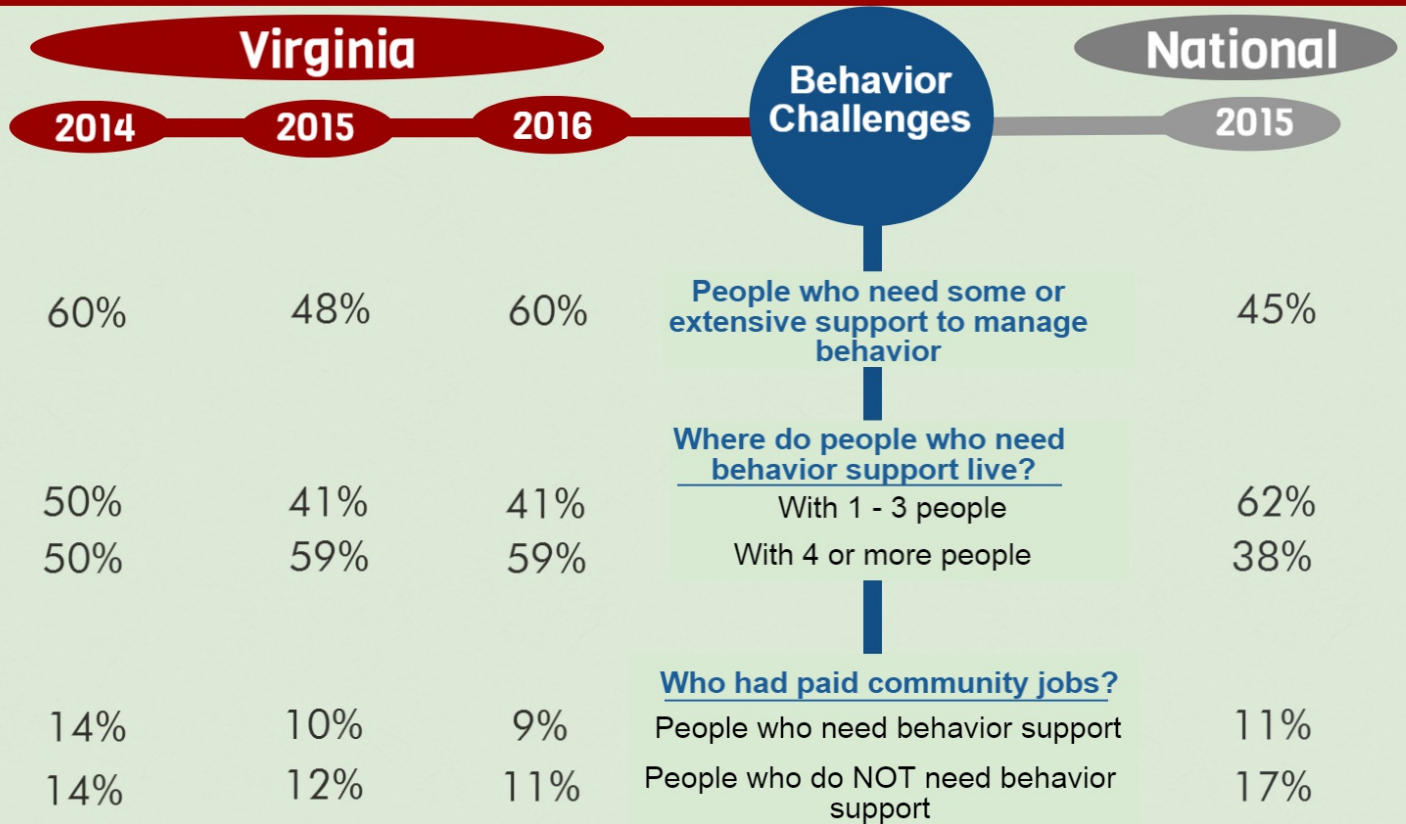 Virginia
Behavior
Challenges
National
2014 2015 2016
2015
60% 48% 60%
People who need some or
extensive support to manage
behavior
45%
Where do people who need
behavior support live?
50% 41% 41% With 1 - 3 people 62%
50% 59% 59% With 4 or more people 38%
Who had paid community jobs?
14% 10% 9% People who need behavior support 11%
14% 12% 11% People who do NOT need behavior
support
17%